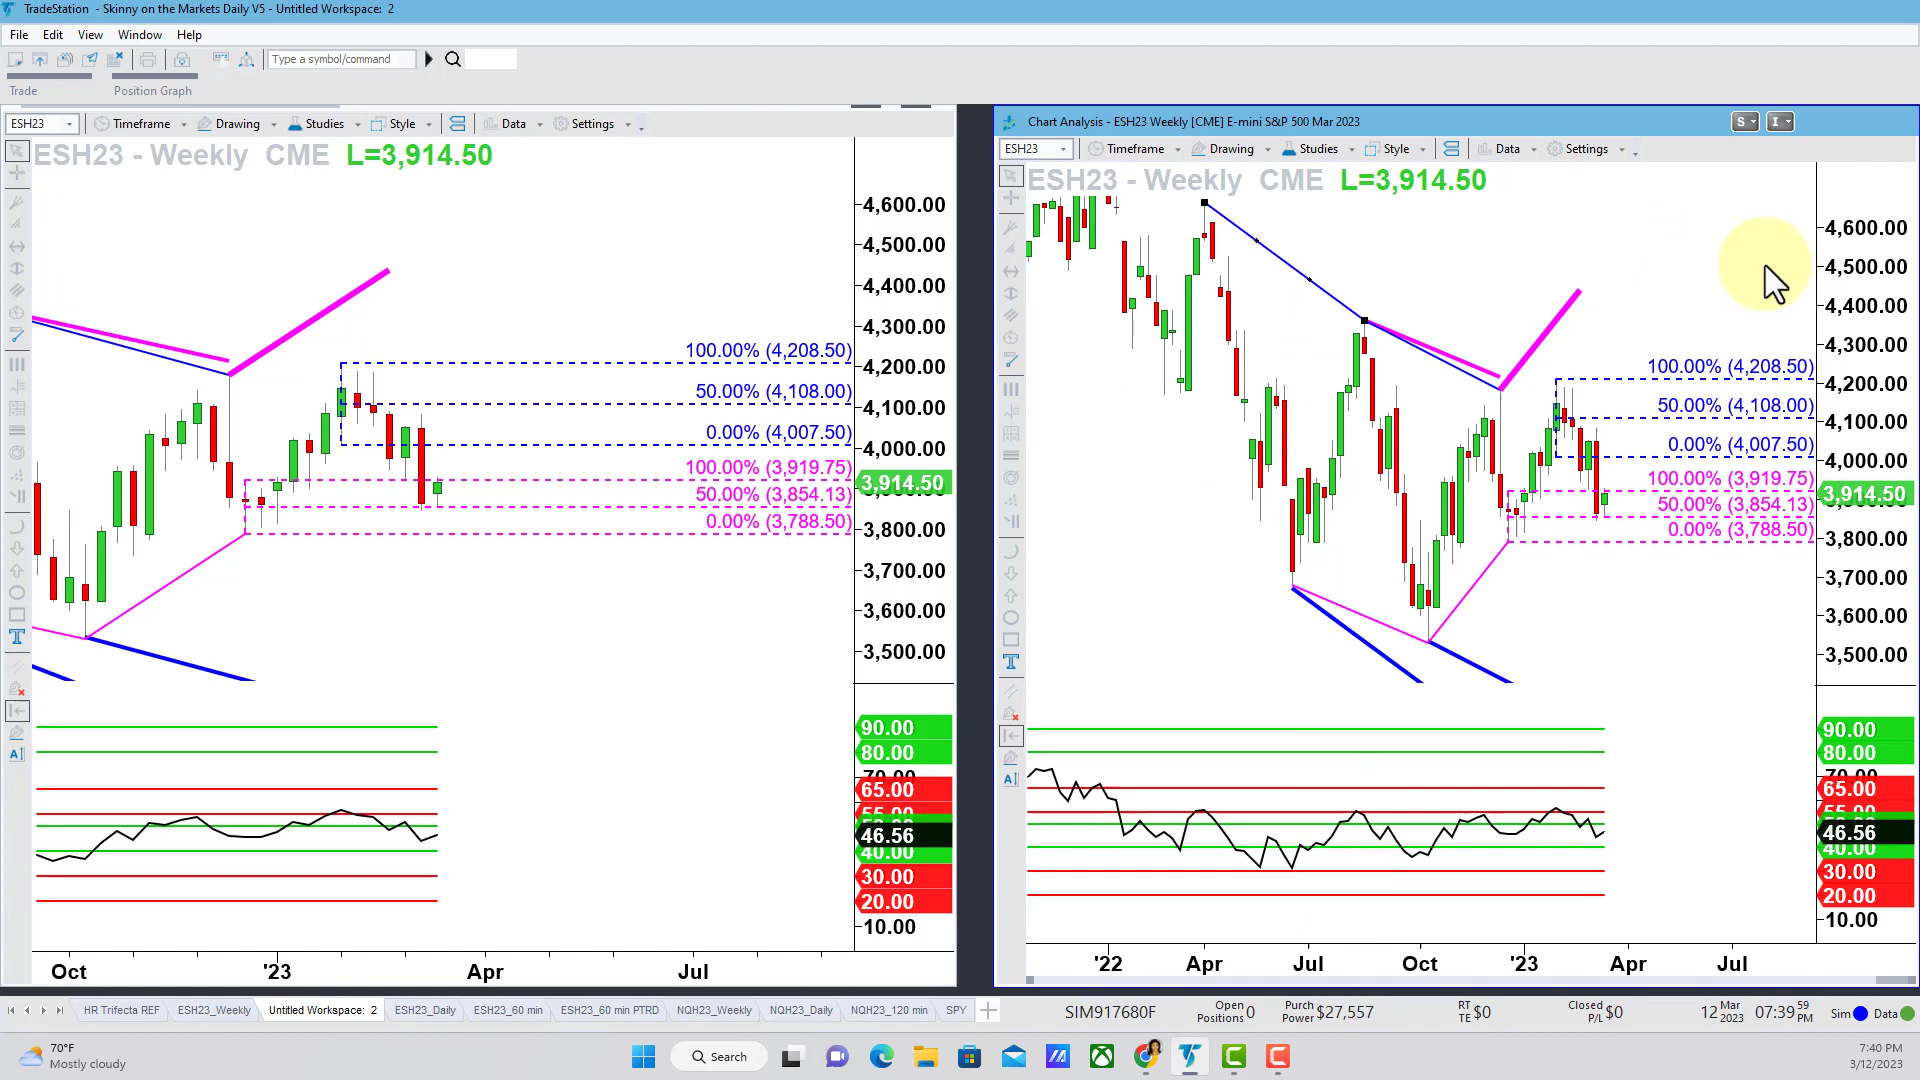 TradeStation - Skinny on the Markets Daily V5 - Untitled Workspace: 2
File Edit View Window Help
Type a symbol/command
Trade Position Graph
ESH23 Timeframe Drawing Studies Style Data Settings
ESH23 - Weekly CME L=3,914.50
4,600.00
4,500.00
4,400.00
4,300.00
4,200.00
4,100.00
4,000.00
3,914.50
3,800.00
3,700.00
3,600.00
3,500.00
100.00% (4,208.50)
50.00% (4,108.00)
0.00% (4,007.50)
100.00% (3,919.75)
50.00% (3,854.13)
0.00% (3,788.50)
90.00
80.00
70.00
65.00
55.00
46.56
40.00
30.00
20.00
10.00
Oct '23 Apr Jul
Chart Analysis - ESH23 Weekly [CME] E-mini S&P 500 Mar 2023
S I
ESH23 Timeframe Drawing Studies Style Data Settings
ESH23 - Weekly CME L=3,914.50
4,600.00
4,500.00
4,400.00
4,300.00
4,200.00
4,100.00
4,000.00
3,914.50
3,800.00
3,700.00
3,600.00
3,500.00
100.00% (4,208.50)
50.00% (4,108.00)
0.00% (4,007.50)
100.00% (3,919.75)
50.00% (3,854.13)
0.00% (3,788.50)
90.00
80.00
70.00
65.00
55.00
46.56
40.00
30.00
20.00
10.00
'22 Apr Jul Oct '23 Apr Jul
HR Trifecta REF ESH23_Weekly Untitled Workspace: 2 ESH23_Daily ESH23_60 min ESH23_60 min PTRD NQH23_Weekly NQH23_Daily NQH23_120 min SPY
SIM917680F
Open Positions 0
Purch Power $27,557
RT TE $0
Closed P/L $0
12 Mar 2023 07:39 59 PM
Sim Data
70°F
Mostly cloudy
Search
7:40 PM
3/12/2023